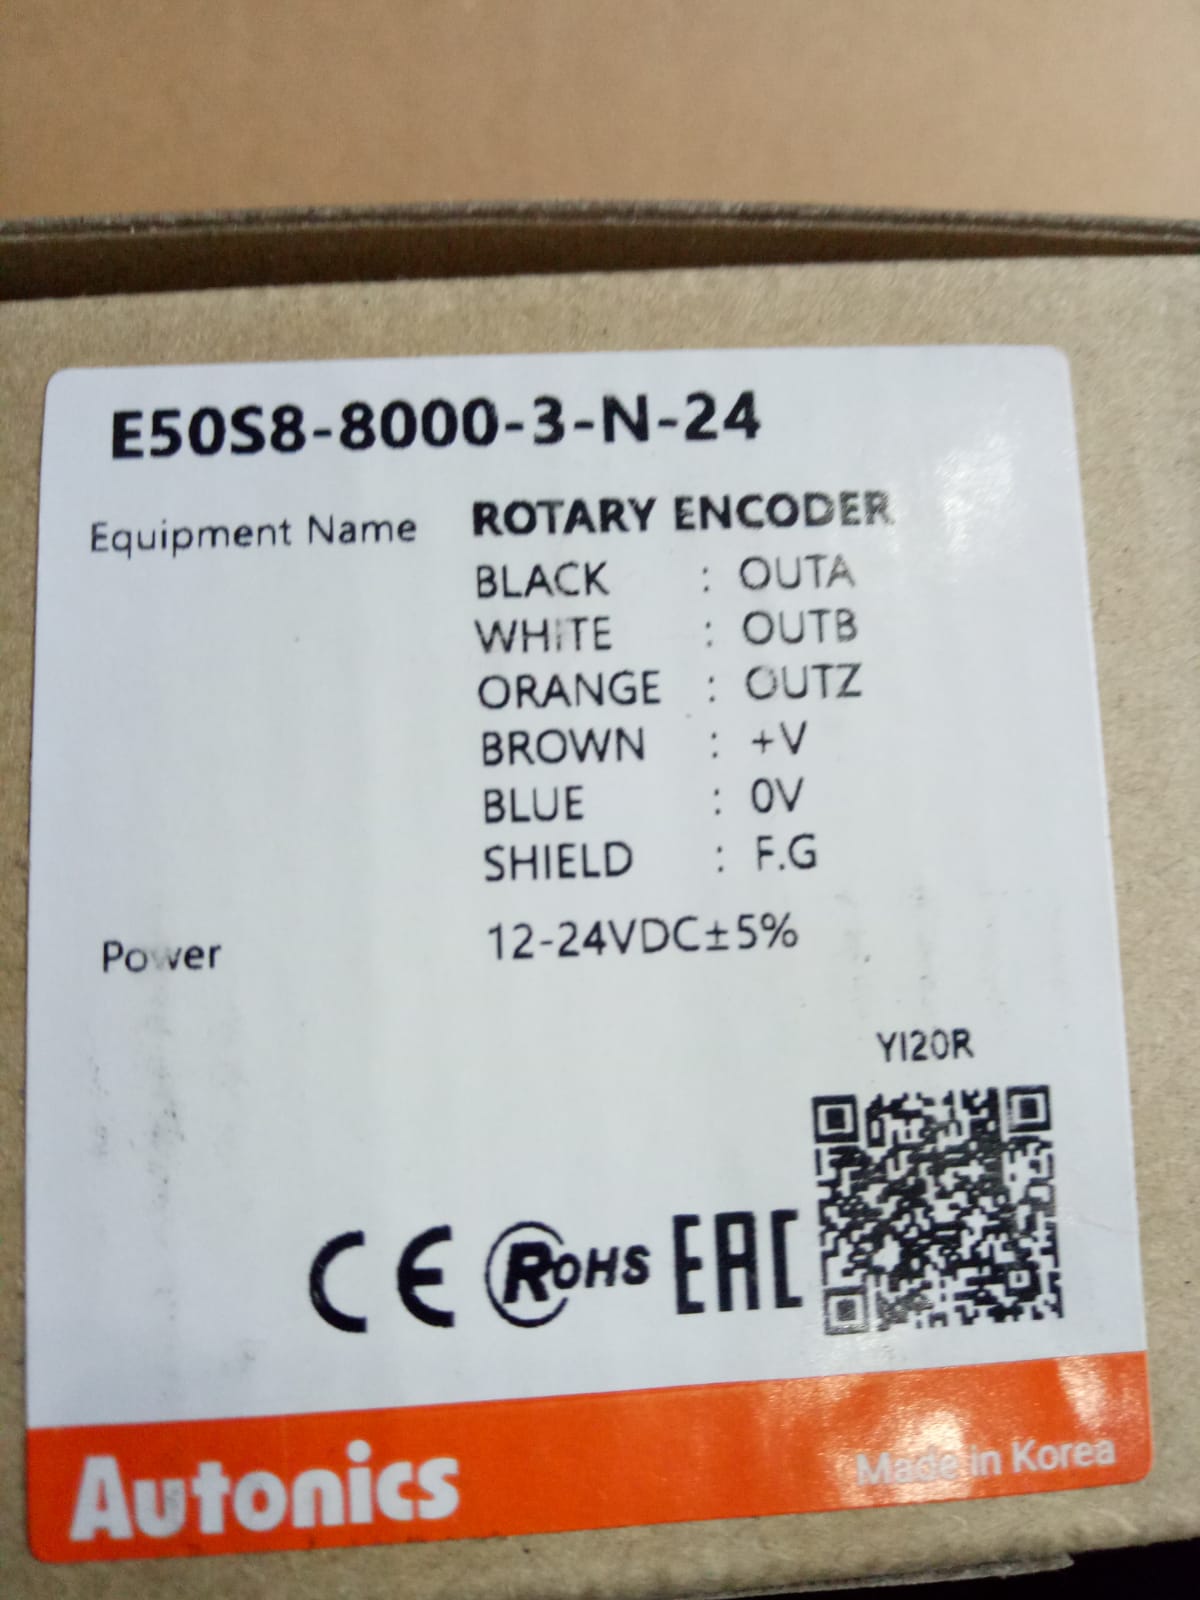 E50S8-8000-3-N-24
Equipment Name ROTARY ENCODER
BLACK : OUTA
WHITE : OUTB
ORANGE : OUTZ
BROWN : +V
BLUE : 0V
SHIELD : F.G
Power 12-24VDC±5%
YI20R
CE RoHS EAC
Autonics Made in Korea